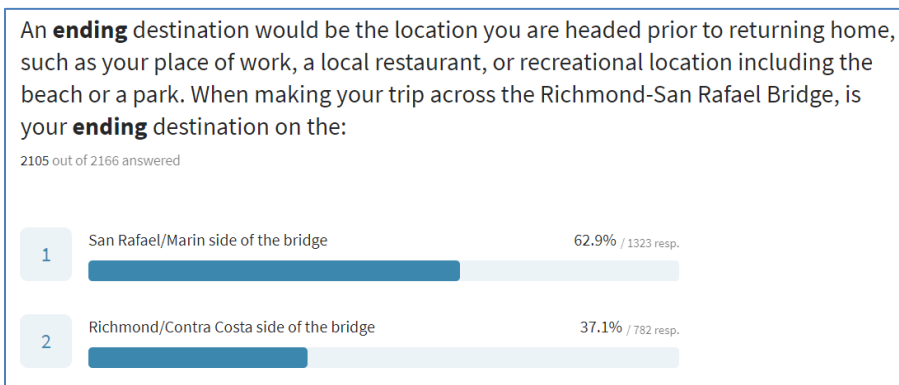 An ending destination would be the location you are headed prior to returning home,
such as your place of work, a local restaurant, or recreational location including the
beach or a park. When making your trip across the Richmond-San Rafael Bridge, is
your ending destination on the:
2105 out of 2166 answered
1 San Rafael/Marin side of the bridge 62.9% / 1323 resp.
2 Richmond/Contra Costa side of the bridge 37.1% / 782 resp.